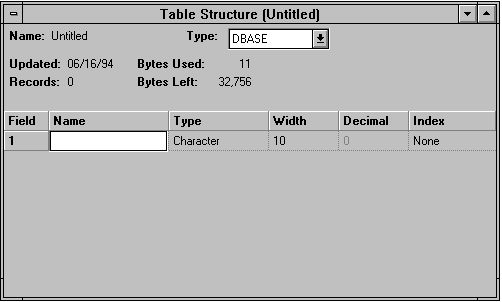 Table Structure (Untitled)
Name: Untitled Type: DBASE
Updated: 06/16/94 Bytes Used: 11
Records: 0 Bytes Left: 32,756
Field Name Type Width Decimal Index
1 Character 10 0 None